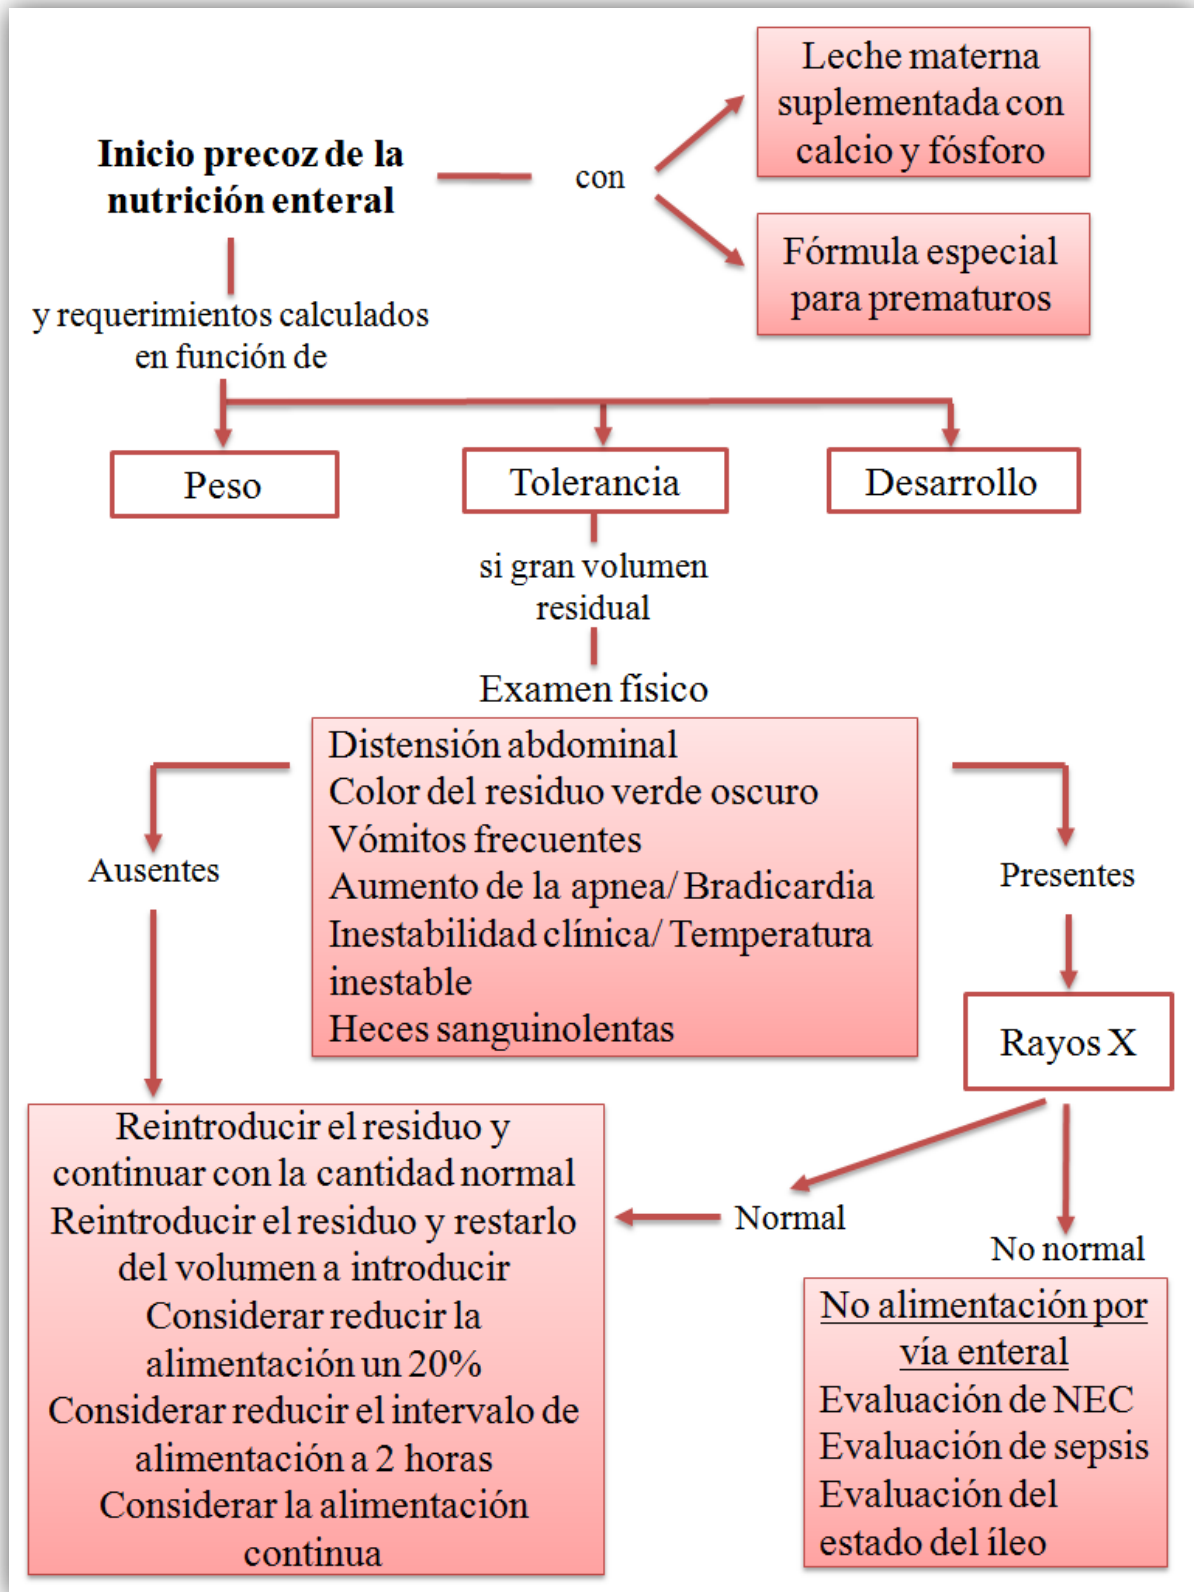 Inicio precoz de la
nutrición enteral
con
Leche materna
suplementada con
calcio y fósforo
Fórmula especial
para prematuros
y requerimientos calculados
en función de
Peso
Tolerancia
Desarrollo
si gran volumen
residual
Examen físico
Distensión abdominal
Color del residuo verde oscuro
Vómitos frecuentes
Aumento de la apnea/ Bradicardia
Inestabilidad clínica/ Temperatura
inestable
Heces sanguinolentas
Ausentes
Presentes
Rayos X
Reintroducir el residuo y
continuar con la cantidad normal
Reintroducir el residuo y restarlo
del volumen a introducir
Considerar reducir la
alimentación un 20%
Considerar reducir el intervalo de
alimentación a 2 horas
Considerar la alimentación
continua
Normal
No normal
No alimentación por
vía enteral
Evaluación de NEC
Evaluación de sepsis
Evaluación del
estado del íleo